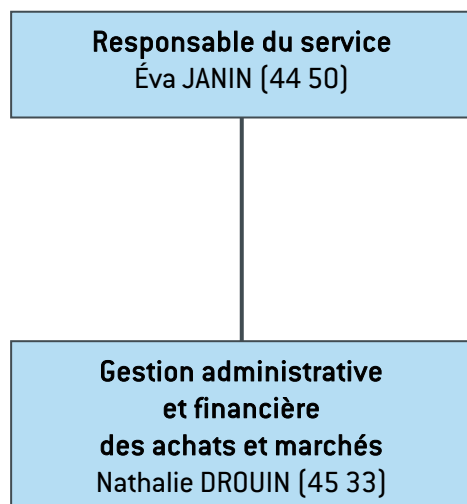 Responsable du service
Éva JANIN (44 50)
Gestion administrative
et financière
des achats et marchés
Nathalie DROUIN (45 33)